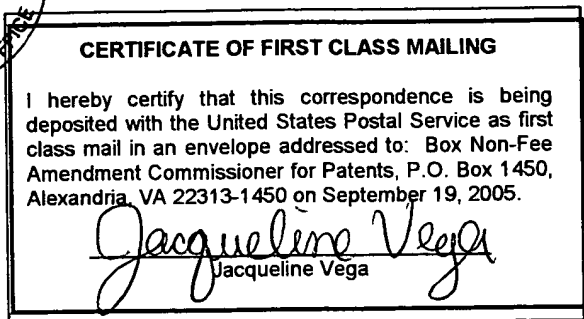 CERTIFICATE OF FIRST CLASS MAILING
I hereby certify that this correspondence is being
deposited with the United States Postal Service as first
class mail in an envelope addressed to: Box Non-Fee
Amendment Commissioner for Patents, P.O. Box 1450,
Alexandria, VA 22313-1450 on September 19, 2005.
Jacqueline Vega
Jacqueline Vega